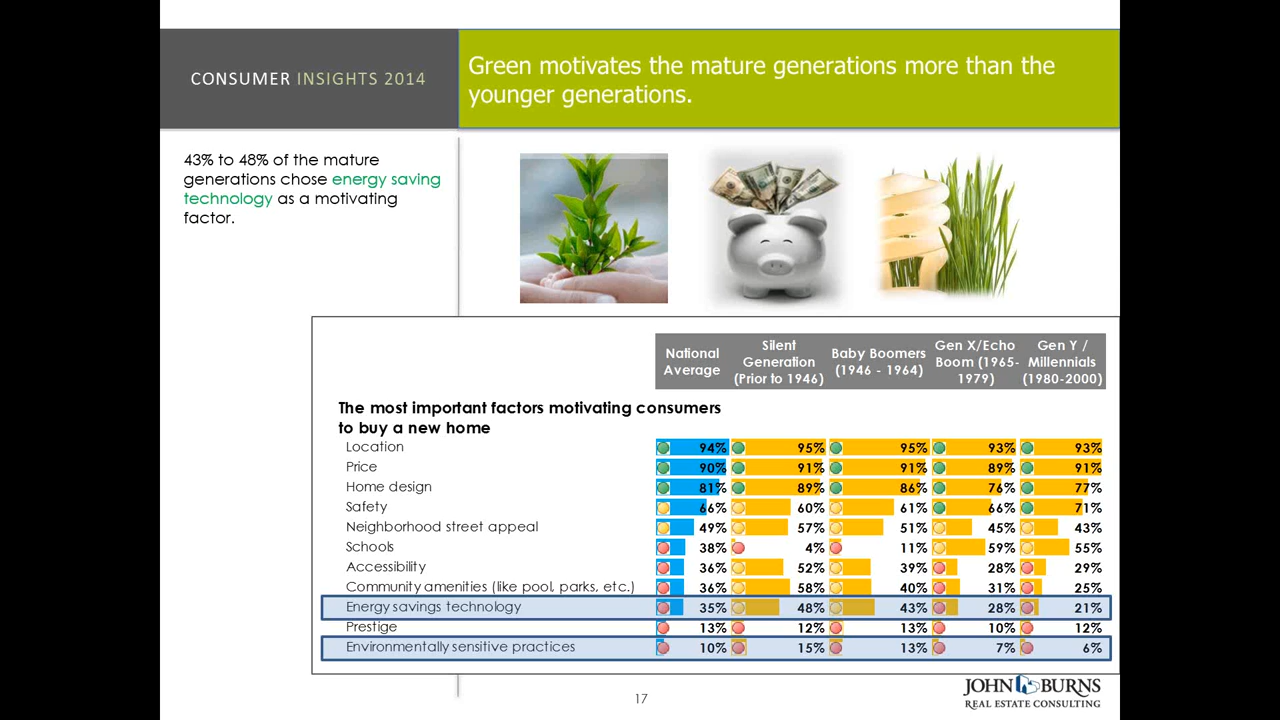 CONSUMER INSIGHTS 2014
Green motivates the mature generations more than the
younger generations.
43% to 48% of the mature
generations chose energy saving
technology as a motivating
factor.
National Average
Silent Generation (Prior to 1946)
Baby Boomers (1946 - 1964)
Gen X/Echo Boom (1965-1979)
Gen Y / Millennials (1980-2000)
The most important factors motivating consumers
to buy a new home
Location 94% 95% 95% 93% 93%
Price 90% 91% 91% 89% 91%
Home design 81% 89% 86% 76% 77%
Safety 66% 60% 61% 66% 71%
Neighborhood street appeal 49% 57% 51% 45% 43%
Schools 38% 4% 11% 59% 55%
Accessibility 36% 52% 39% 28% 29%
Community amenities (like pool, parks, etc.) 36% 58% 40% 31% 25%
Energy savings technology 35% 48% 43% 28% 21%
Prestige 13% 12% 13% 10% 12%
Environmentally sensitive practices 10% 15% 13% 7% 6%
17
JOHN BURNS
REAL ESTATE CONSULTING